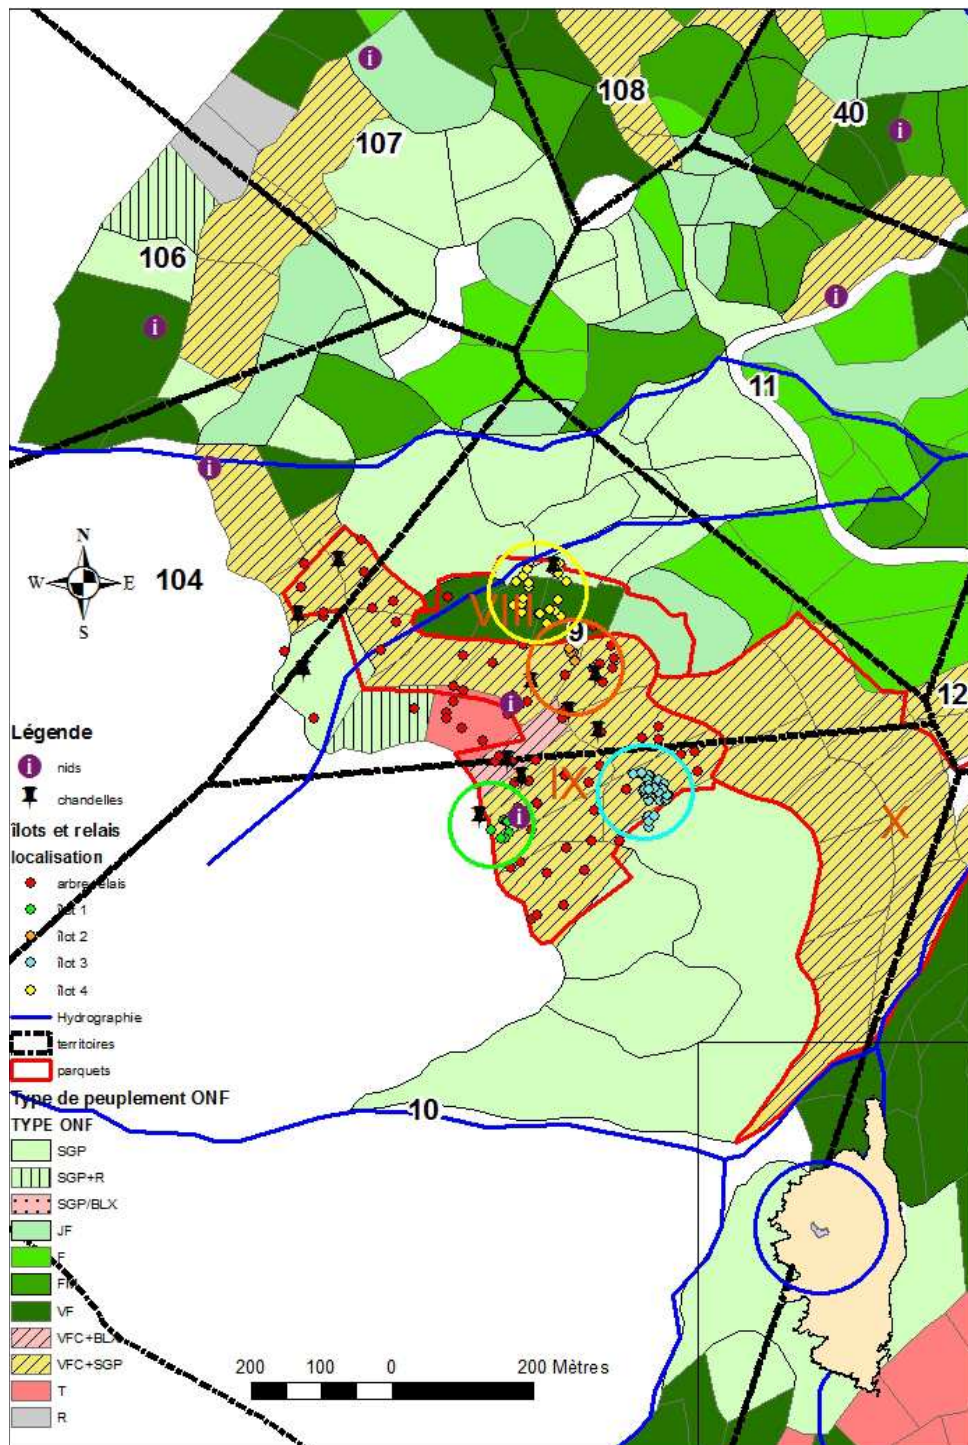 108
40
107
106
11
N
W E
S
104
VIII
9
12
IX
X
10
Légende
nids
chandelles
îlots et relais
localisation
arbre relais
îlot 1
îlot 2
îlot 3
îlot 4
Hydrographie
territoires
parquets
Type de peuplement ONF
TYPE ONF
SGP
SGP+R
SGP/BLX
JF
F
VF
VFC+BLX
VFC+SGP
T
R
200 100 0 200 Mètres
i
i
i
i
i
i
i
i